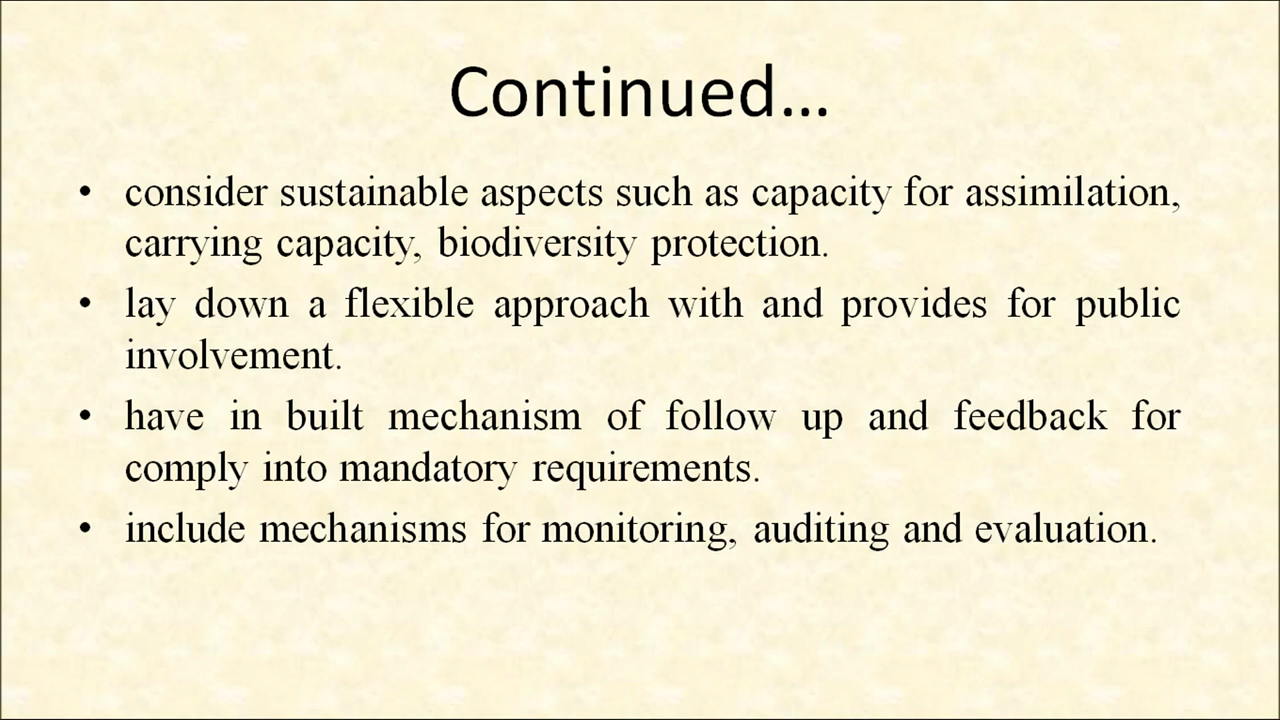 Continued…
• consider sustainable aspects such as capacity for assimilation,
carrying capacity, biodiversity protection.
• lay down a flexible approach with and provides for public
involvement.
• have in built mechanism of follow up and feedback for
comply into mandatory requirements.
• include mechanisms for monitoring, auditing and evaluation.